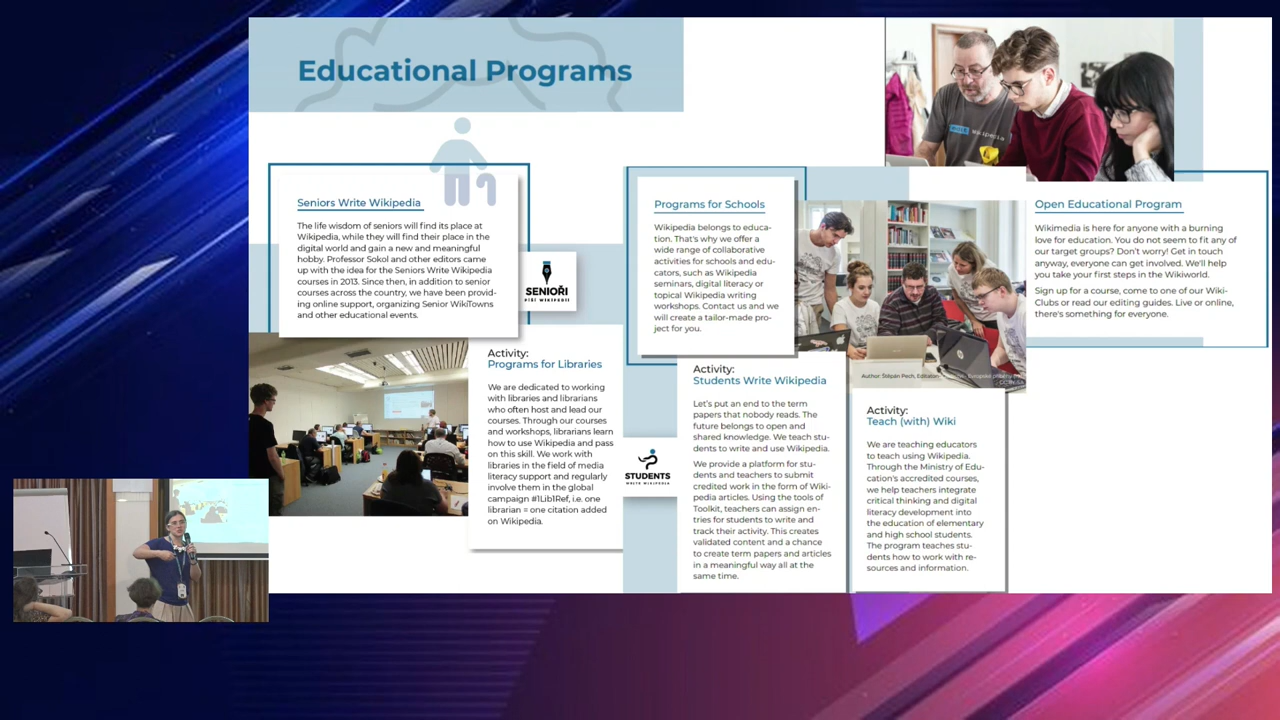 Educational Programs
Seniors Write Wikipedia
The life wisdom of seniors will find its place at
Wikipedia, while they will find their place in the
digital world and gain a new and meaningful
hobby. Professor Sokol and other editors came
up with the idea for the Seniors Write Wikipedia
courses in 2013. Since then, in addition to senior
courses across the country, we have been provid-
ing online support, organizing Senior WikiTowns
and other educational events.
SENIOŘI
PÍŠÍ WIKIPEDII
Activity:
Programs for Libraries
We are dedicated to working
with libraries and librarians
who often host and lead our
courses. Through our courses
and workshops, librarians learn
how to use Wikipedia and pass
on this skill. We work with
libraries in the field of media
literacy support and regularly
involve them in the global
campaign #1Lib1Ref, i.e. one
librarian = one citation added
on Wikipedia.
Programs for Schools
Wikipedia belongs to educa-
tion. That's why we offer a
wide range of collaborative
activities for schools and edu-
cators, such as Wikipedia
seminars, digital literacy or
topical Wikipedia writing
workshops. Contact us and we
will create a tailor-made pro-
ject for you.
Activity:
Students Write Wikipedia
Let's put an end to the term
papers that nobody reads. The
future belongs to open and
shared knowledge. We teach stu-
dents to write and use Wikipedia.
We provide a platform for stu-
dents and teachers to submit
credited work in the form of Wiki-
pedia articles. Using the tools of
Toolkit, teachers can assign en-
tries for students to write and
track their activity. This creates
validated content and a chance
to create term papers and articles
in a meaningful way all at the
same time.
STUDENTS
WRITE WIKIPEDIA
Author: Štěpán Pech,
CC BY-SA
Activity:
Teach (with) Wiki
We are teaching educators
to teach using Wikipedia.
Through the Ministry of Edu-
cation's accredited courses,
we help teachers integrate
critical thinking and digital
literacy development into
the education of elementary
and high school students.
The program teaches stu-
dents how to work with re-
sources and information.
Wikipedia
Open Educational Program
Wikimedia is here for anyone with a burning
love for education. You do not seem to fit any of
our target groups? Don't worry! Get in touch
anyway, everyone can get involved. We'll help
you take your first steps in the Wikiworld.
Sign up for a course, come to one of our Wiki-
Clubs or read our editing guides. Live or online,
there's something for everyone.